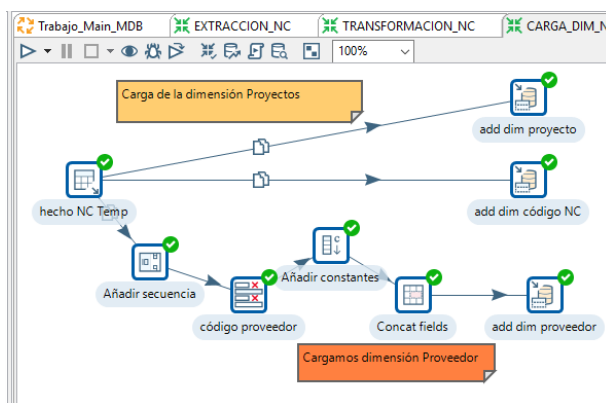 Trabajo_Main_MDB
EXTRACCION_NC
TRANSFORMACION_NC
CARGA_DIM_N
100%
Carga de la dimensión Proyectos
add dim proyecto
hecho NC Temp
add dim código NC
Añadir secuencia
Añadir constantes
código proveedor
Concat fields
add dim proveedor
Cargamos dimensión Proveedor